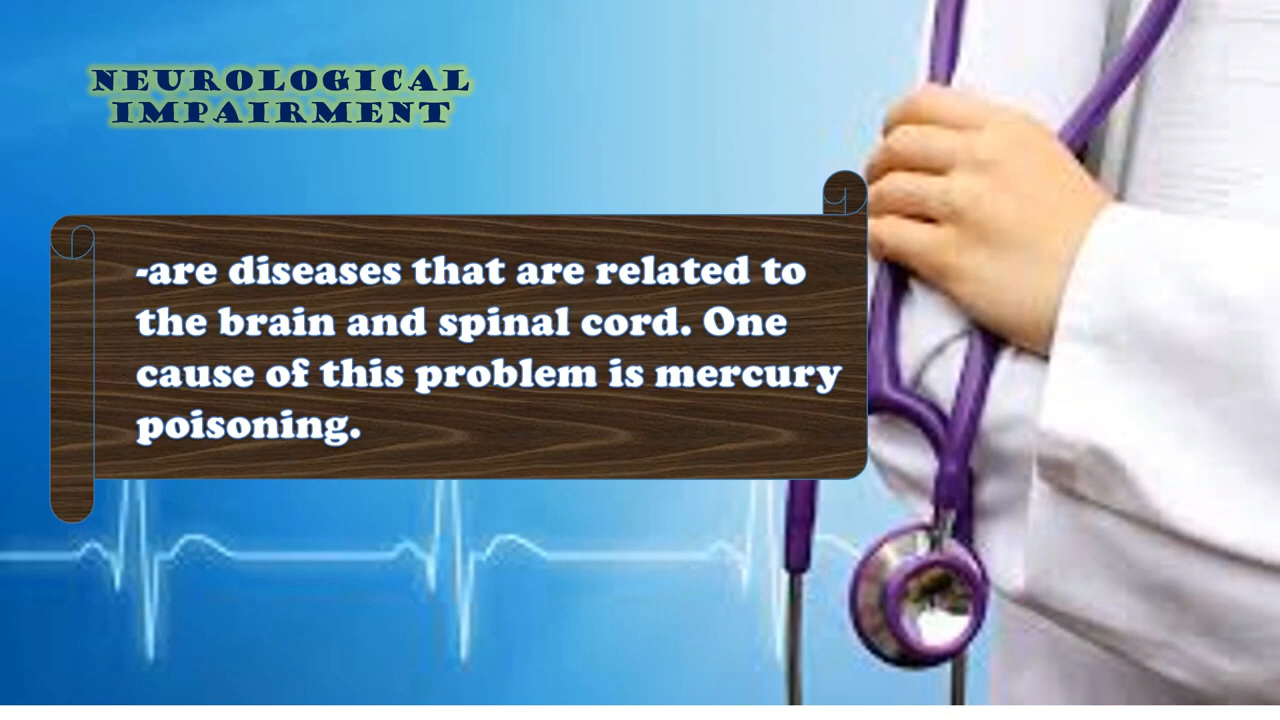 NEUROLOGICAL
IMPAIRMENT
-are diseases that are related to
the brain and spinal cord. One
cause of this problem is mercury
poisoning.